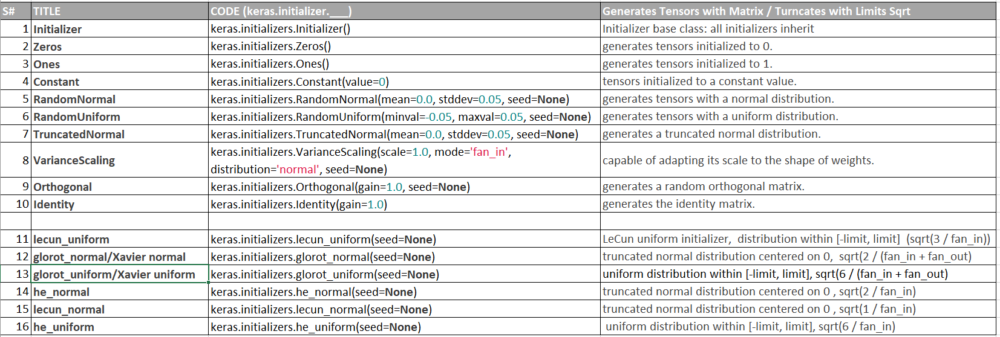 S# TITLE CODE (keras.initializer.___) Generates Tensors with Matrix / Turncates with Limits Sqrt
1 Initializer keras.initializers.Initializer() Initializer base class: all initializers inherit
2 Zeros keras.initializers.Zeros() generates tensors initialized to 0.
3 Ones keras.initializers.Ones() generates tensors initialized to 1.
4 Constant keras.initializers.Constant(value=0) tensors initialized to a constant value.
5 RandomNormal keras.initializers.RandomNormal(mean=0.0, stddev=0.05, seed=None) generates tensors with a normal distribution.
6 RandomUniform keras.initializers.RandomUniform(minval=-0.05, maxval=0.05, seed=None) generates tensors with a uniform distribution.
7 TruncatedNormal keras.initializers.TruncatedNormal(mean=0.0, stddev=0.05, seed=None) generates a truncated normal distribution.
8 VarianceScaling keras.initializers.VarianceScaling(scale=1.0, mode='fan_in',
distribution='normal', seed=None) capable of adapting its scale to the shape of weights.
9 Orthogonal keras.initializers.Orthogonal(gain=1.0, seed=None) generates a random orthogonal matrix.
10 Identity keras.initializers.Identity(gain=1.0) generates the identity matrix.
11 lecun_uniform keras.initializers.lecun_uniform(seed=None) LeCun uniform initializer, distribution within [-limit, limit] (sqrt(3 / fan_in))
12 glorot_normal/Xavier normal keras.initializers.glorot_normal(seed=None) truncated normal distribution centered on 0, sqrt(2 / (fan_in + fan_out)
13 glorot_uniform/Xavier uniform keras.initializers.glorot_uniform(seed=None) uniform distribution within [-limit, limit], sqrt(6 / (fan_in + fan_out)
14 he_normal keras.initializers.he_normal(seed=None) truncated normal distribution centered on 0 , sqrt(2 / fan_in)
15 lecun_normal keras.initializers.lecun_normal(seed=None) truncated normal distribution centered on 0 , sqrt(1 / fan_in)
16 he_uniform keras.initializers.he_uniform(seed=None) uniform distribution within [-limit, limit], sqrt(6 / fan_in)